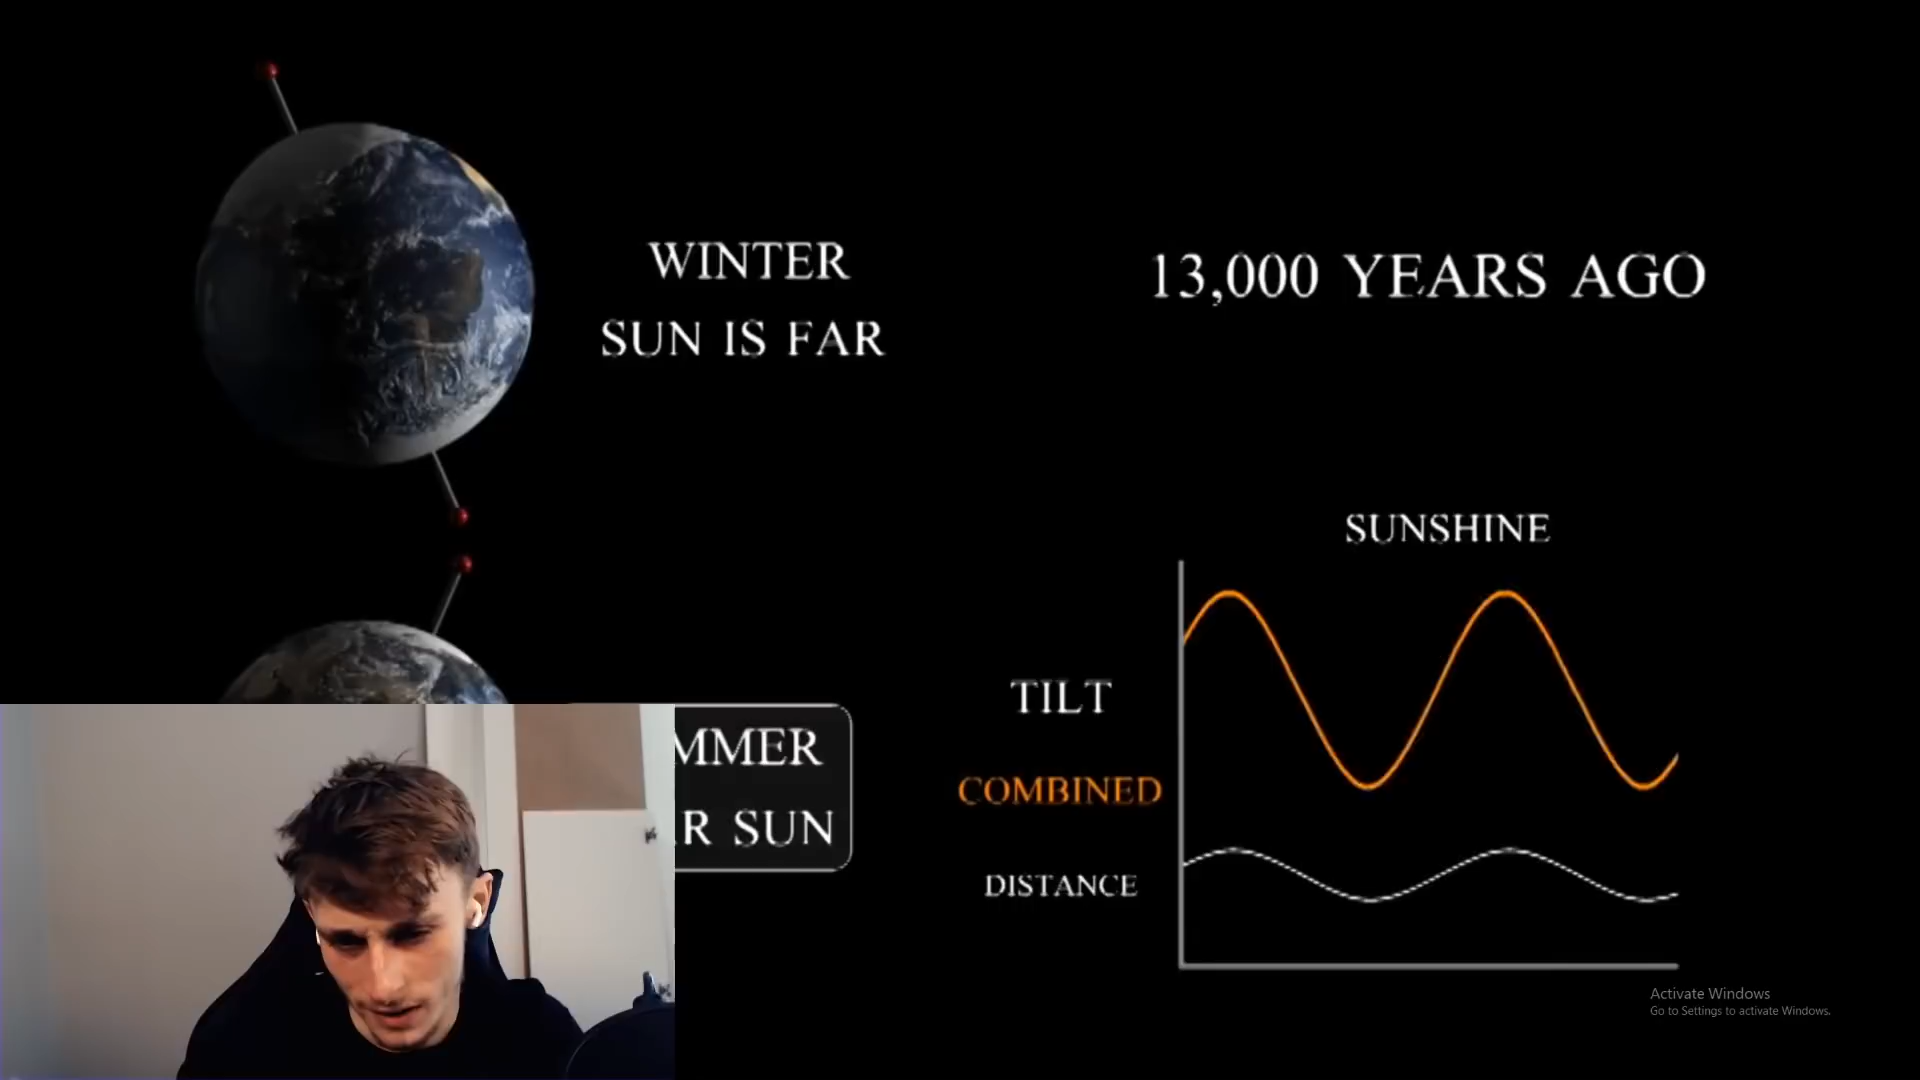 WINTER
SUN IS FAR
13,000 YEARS AGO
SUNSHINE
TILT
COMBINED
DISTANCE
SUN
Activate Windows
Go to Settings to activate Windows.